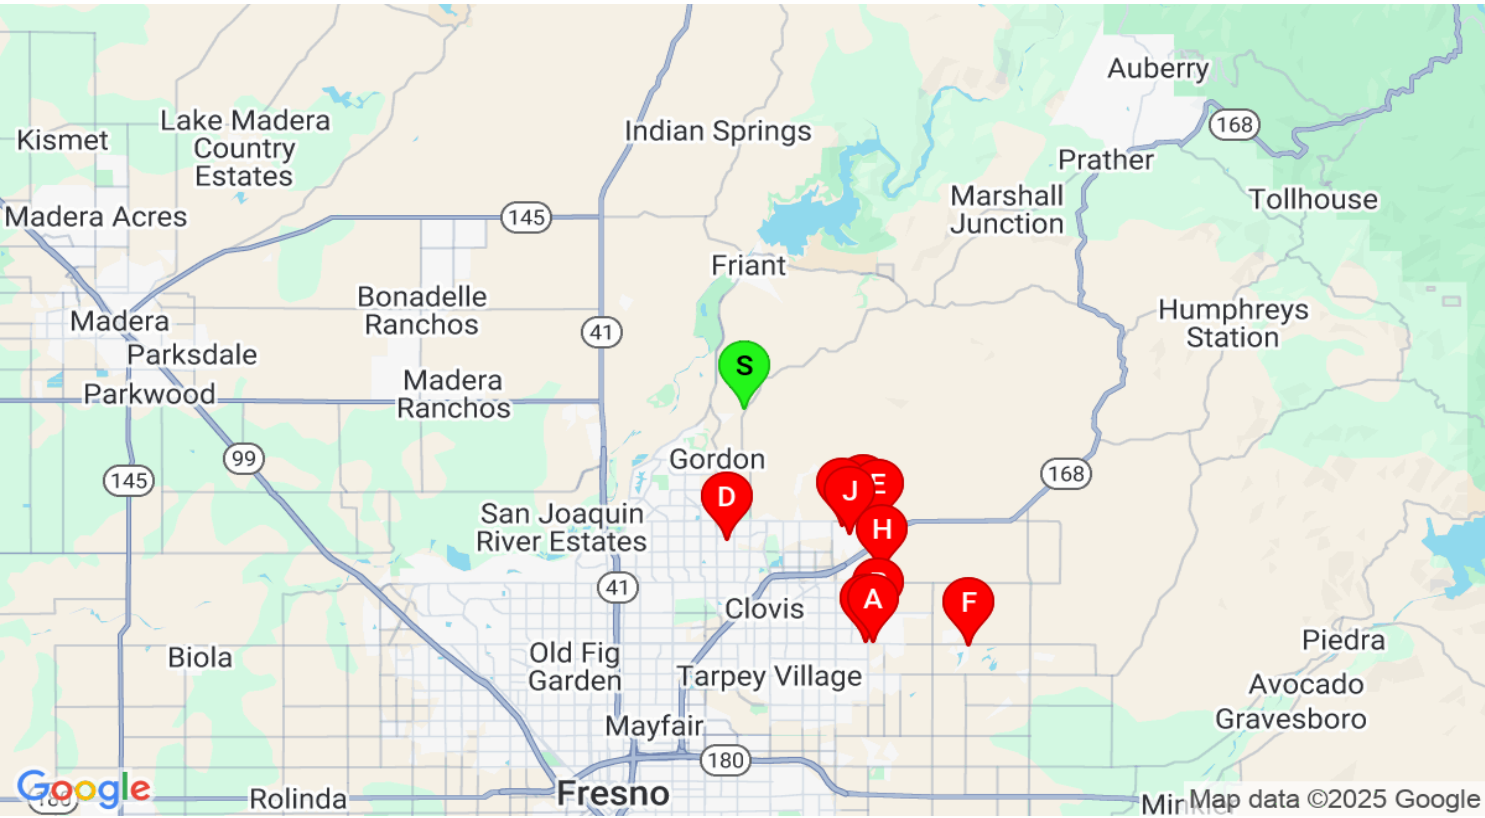 Auberry
168
Lake Madera
Country
Estates
Indian Springs
Kismet
Prather
Marshall
Junction
Tollhouse
Madera Acres
145
Friant
Bonadelle
Ranchos
Humphreys
Station
Madera
41
Parksdale
S
Parkwood
Madera
Ranchos
99
Gordon
168
145
D
J
E
San Joaquin
River Estates
H
41
Clovis
A
F
Old Fig
Garden
Biola
Tarpey Village
Piedra
Avocado
Gravesboro
Mayfair
180
Google
180
Rolinda
Fresno
Map data ©2025 Google